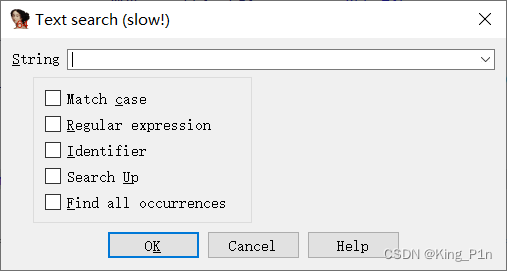 Text search (slow!)
String
Match case
Regular expression
Identifier
Search Up
Find all occurrences
OK Cancel Help
CSDN @King_P1n